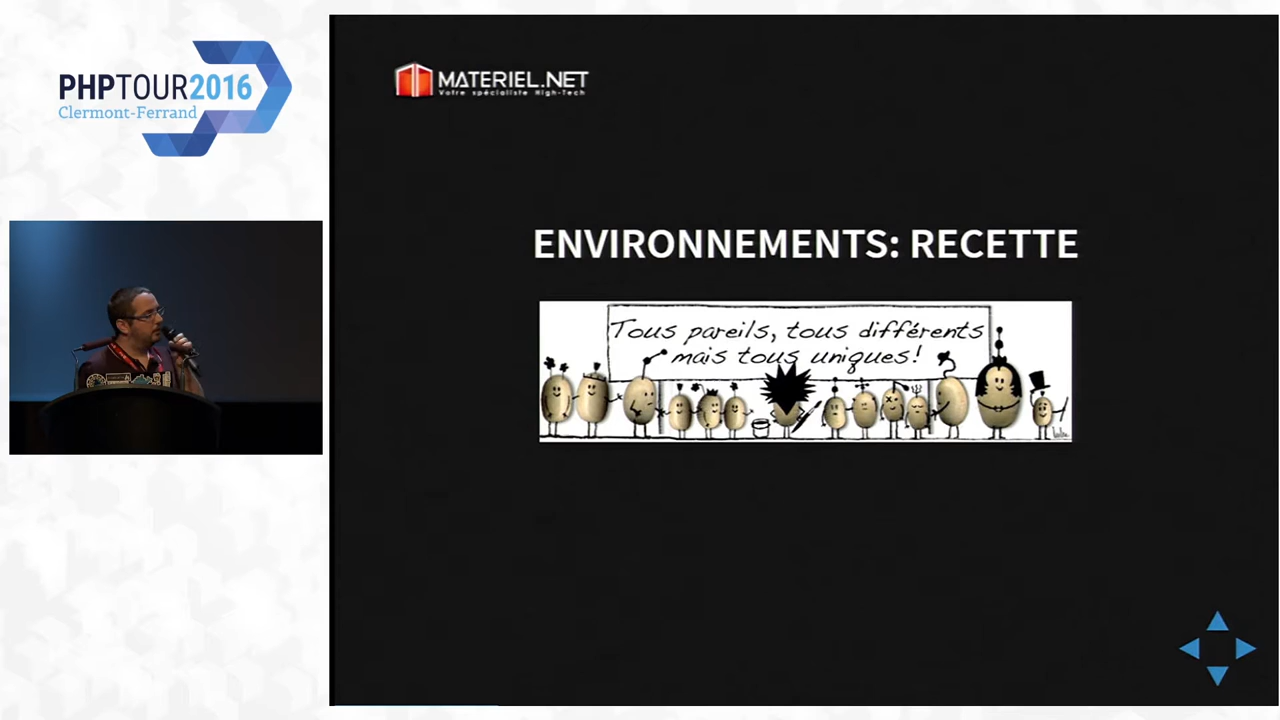 PHPTOUR2016
Clermont-Ferrand
MATERIEL.NET
Votre spécialiste High-Tech
ENVIRONNEMENTS: RECETTE
Tous pareils, tous différents
mais tous uniques!